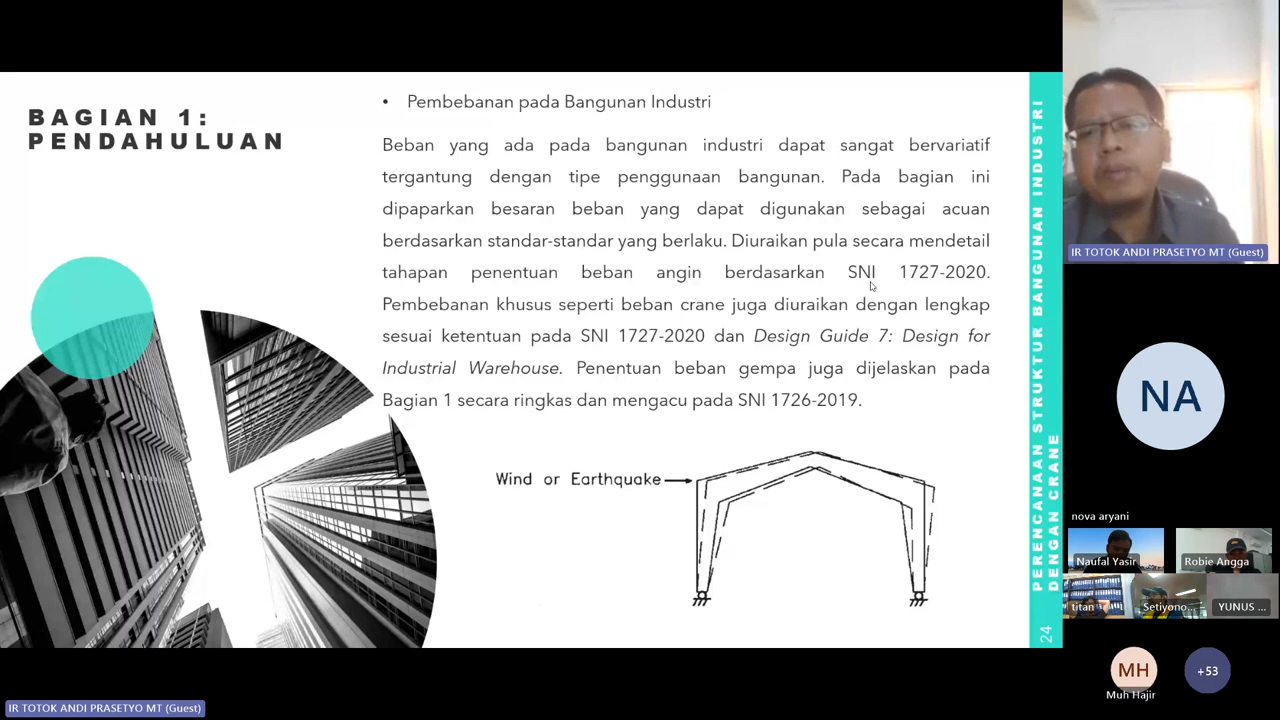 BAGIAN 1:
PENDAHULUAN
• Pembebanan pada Bangunan Industri
Beban yang ada pada bangunan industri dapat sangat bervariatif
tergantung dengan tipe penggunaan bangunan. Pada bagian ini
dipaparkan besaran beban yang dapat digunakan sebagai acuan
berdasarkan standar-standar yang berlaku. Diuraikan pula secara mendetail
tahapan penentuan beban angin berdasarkan SNI 1727-2020.
Pembebanan khusus seperti beban crane juga diuraikan dengan lengkap
sesuai ketentuan pada SNI 1727-2020 dan Design Guide 7: Design for
Industrial Warehouse. Penentuan beban gempa juga dijelaskan pada
Bagian 1 secara ringkas dan mengacu pada SNI 1726-2019.
Wind or Earthquake
PERENCANAAN STRUKTUR BANGUNAN INDUSTRI
DENGAN CRANE
24
IR TOTOK ANDI PRASETYO MT (Guest)
NA
nova aryani
Naufal Yasir
Robie Angga
titan
Setiyono...
YUNUS ...
MH
+53
Muh Hajir
IR TOTOK ANDI PRASETYO MT (Guest)